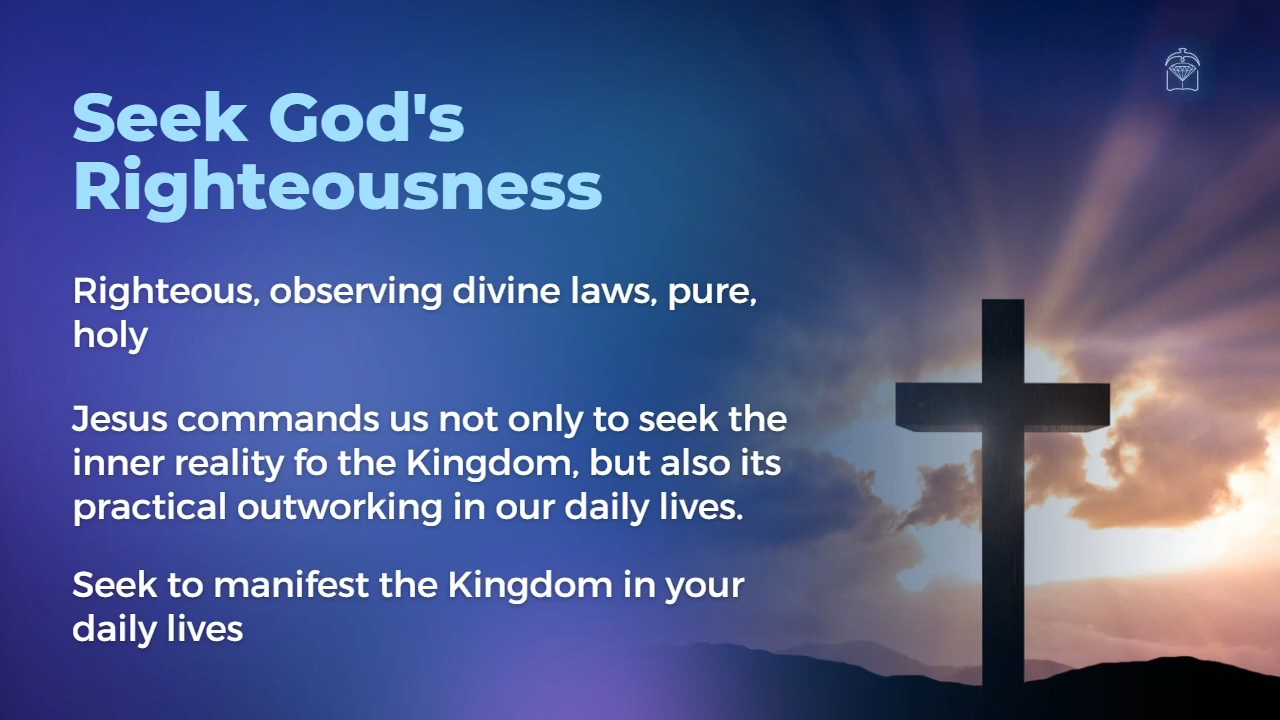 Seek God's
Righteousness
Righteous, observing divine laws, pure,
holy
Jesus commands us not only to seek the
inner reality fo the Kingdom, but also its
practical outworking in our daily lives.
Seek to manifest the Kingdom in your
daily lives